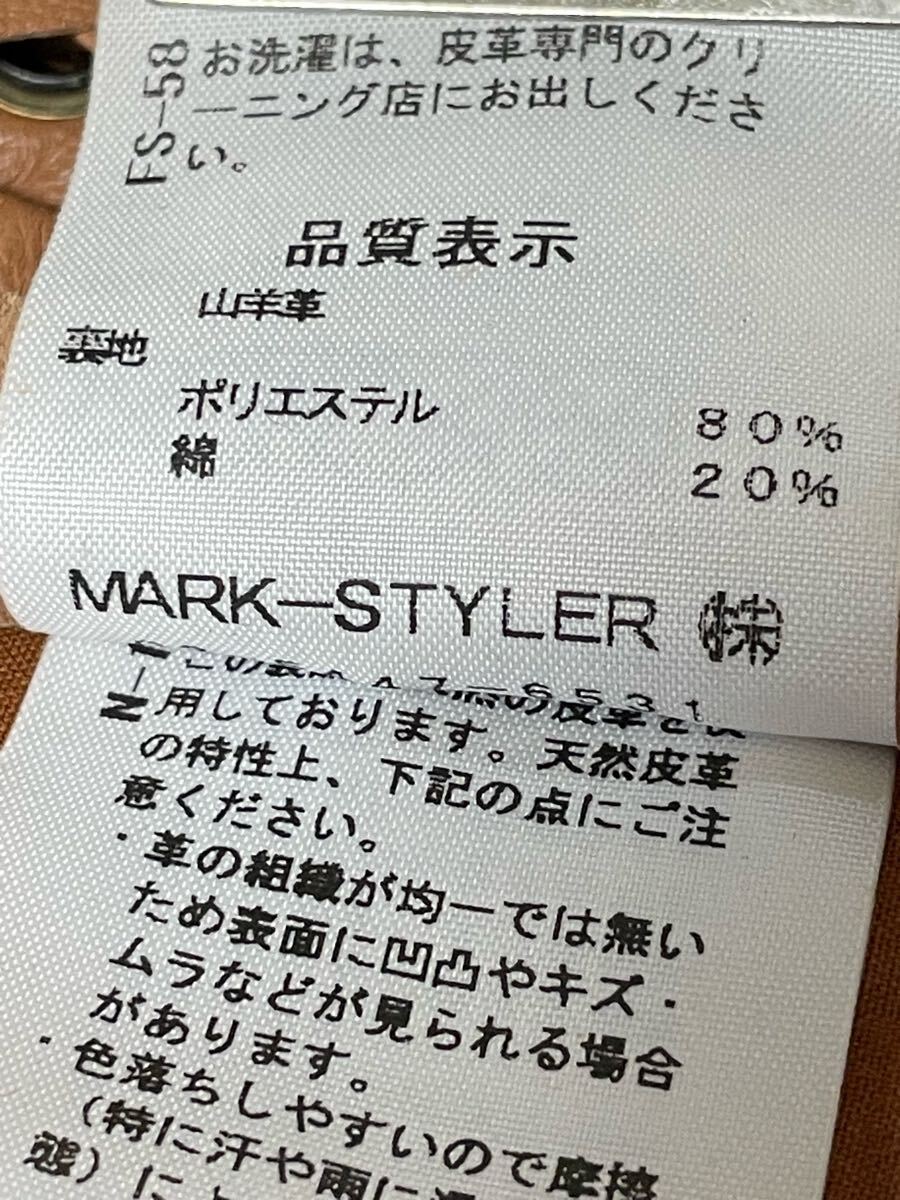 FS-58
お洗濯は、皮革専門のクリ
ーニング店にお出しくださ
い。
品質表示
山羊革
裏地
ポリエステル 80%
綿 20%
MARK-STYLER ㈱
用しております。天然皮革
の特性上、下記の点にご注
意ください。
・革の組織が均一では無い
ため表面に凹凸やキズ・
ムラなどが見られる場合
があります。
・色落ちしやすいので摩擦
（特に汗や雨に
態）に